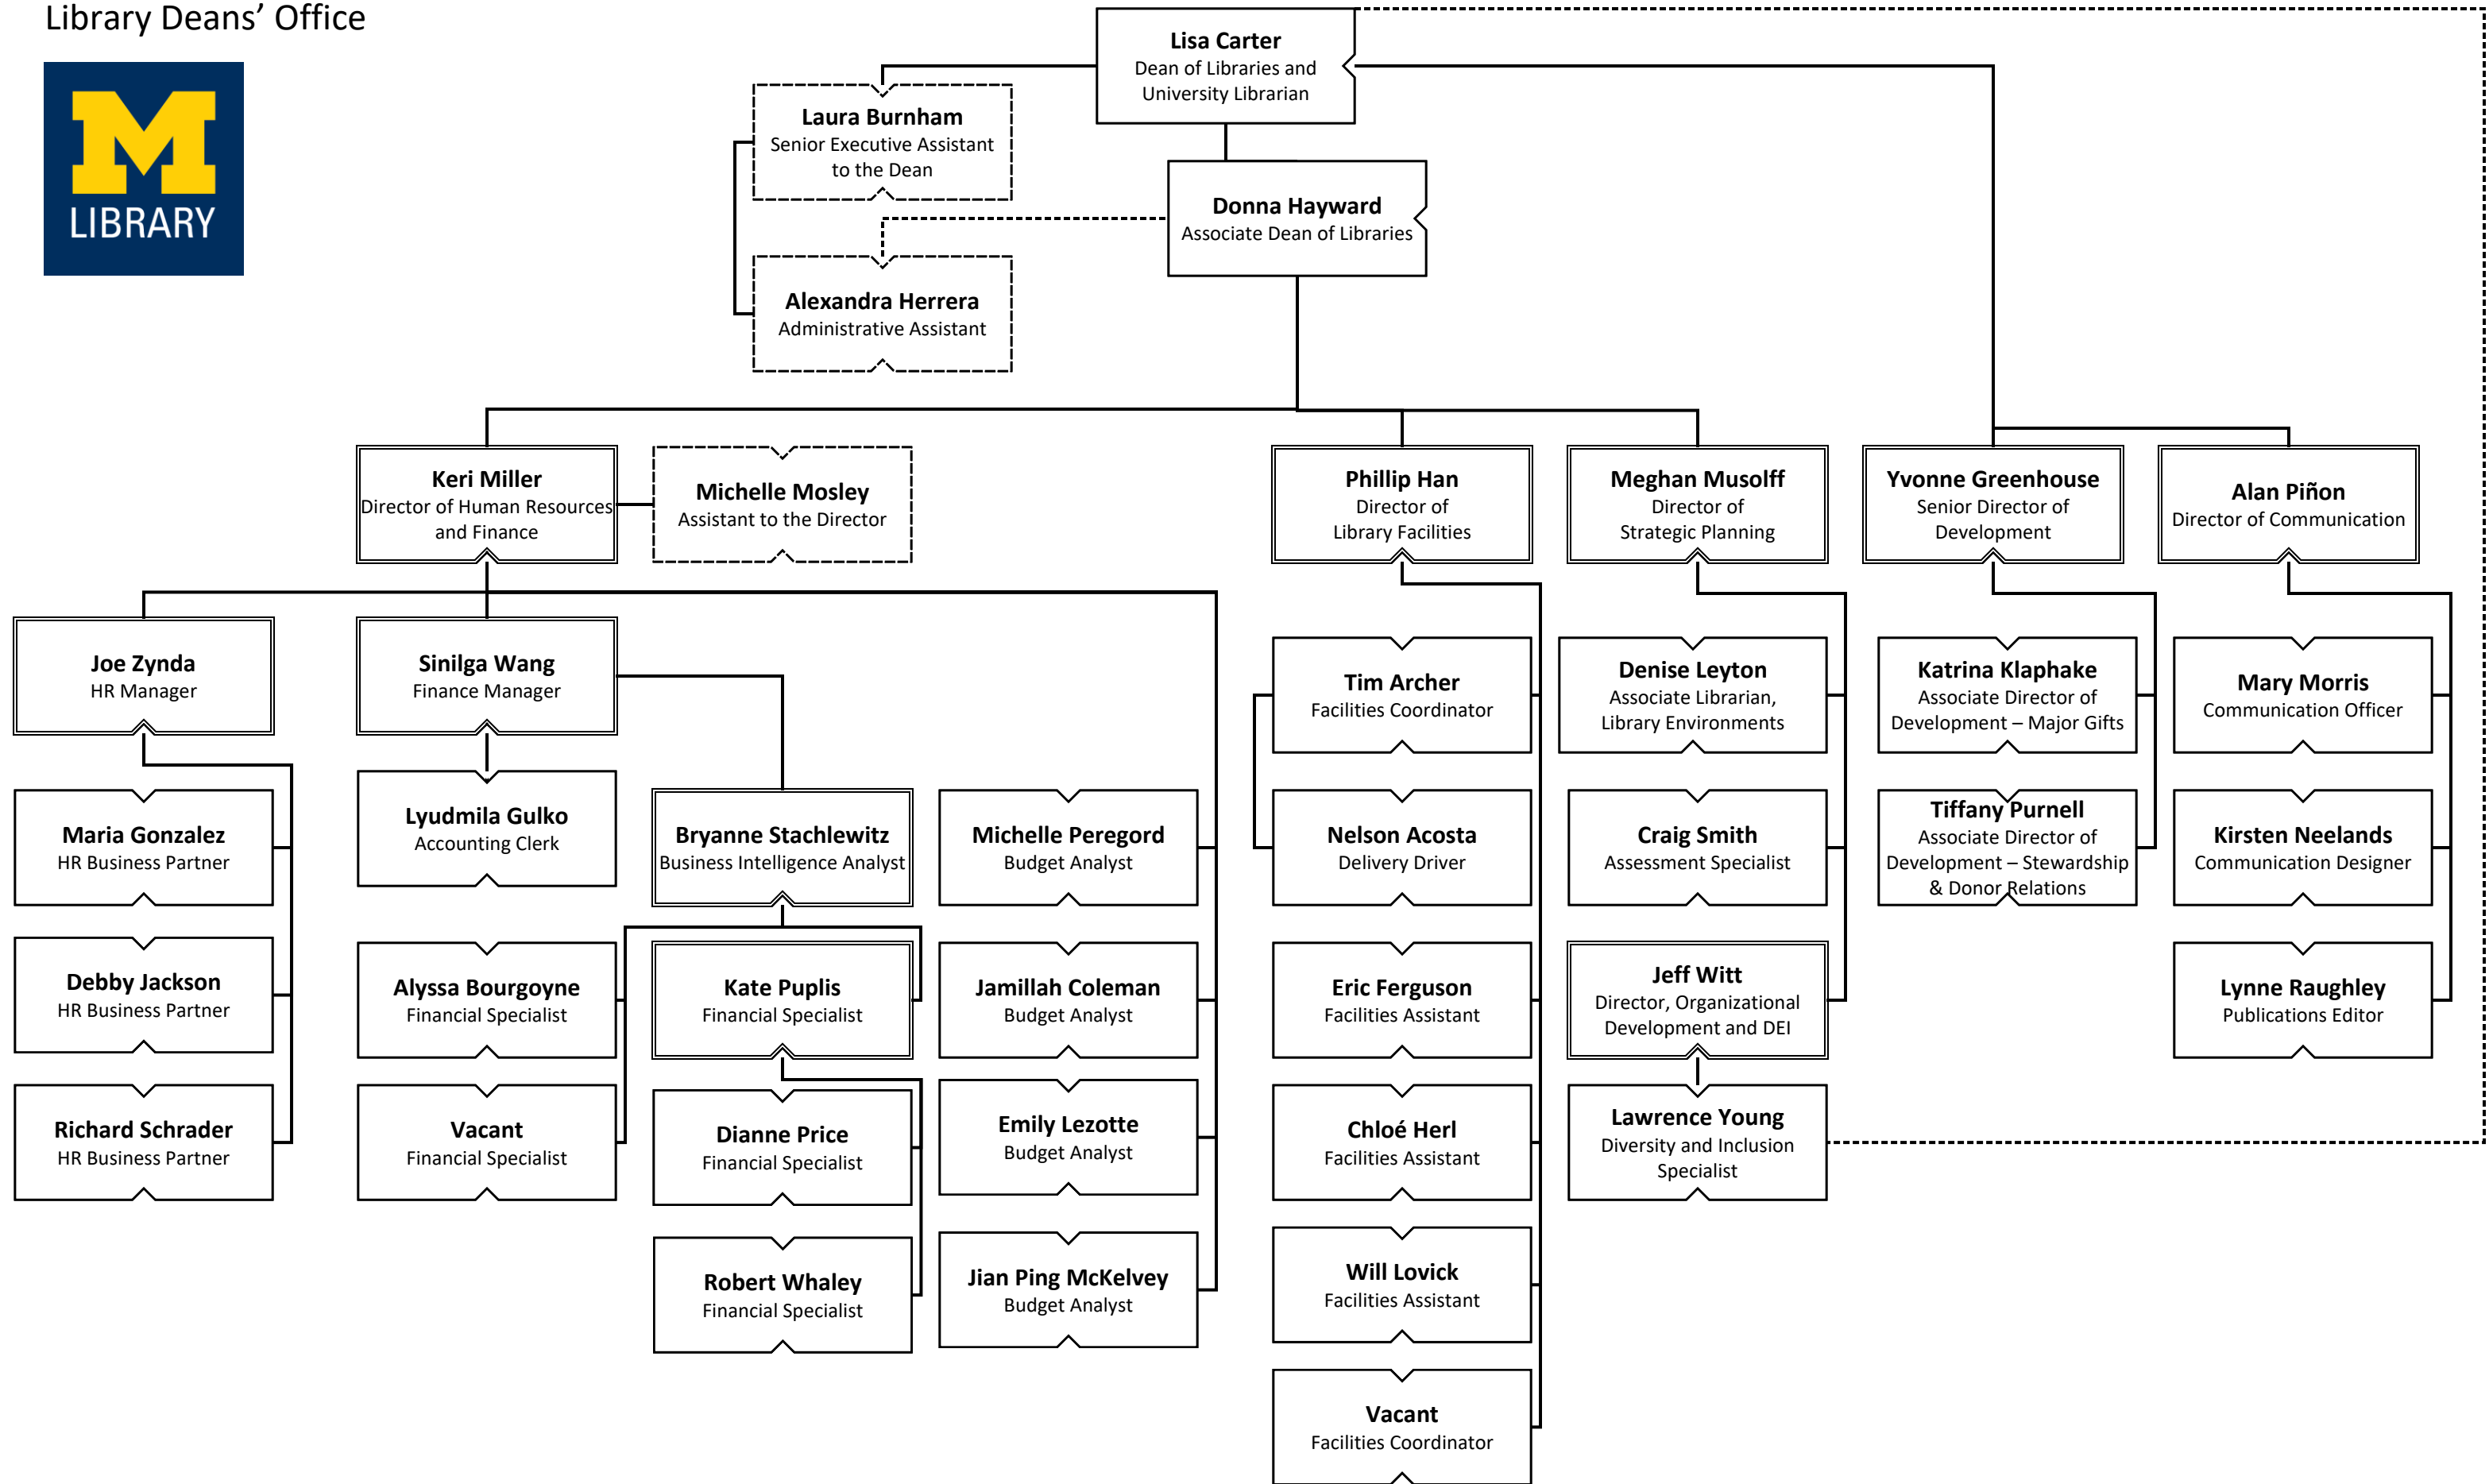 Library Deans’ Office
M
LIBRARY
Lisa Carter
Dean of Libraries and
University Librarian
Laura Burnham
Senior Executive Assistant
to the Dean
Donna Hayward
Associate Dean of Libraries
Alexandra Herrera
Administrative Assistant
Keri Miller
Director of Human Resources
and Finance
Michelle Mosley
Assistant to the Director
Phillip Han
Director of
Library Facilities
Meghan Musolff
Director of
Strategic Planning
Yvonne Greenhouse
Senior Director of
Development
Alan Piñon
Director of Communication
Joe Zynda
HR Manager
Maria Gonzalez
HR Business Partner
Debby Jackson
HR Business Partner
Richard Schrader
HR Business Partner
Sinilga Wang
Finance Manager
Lyudmila Gulko
Accounting Clerk
Bryanne Stachlewitz
Business Intelligence Analyst
Alyssa Bourgoyne
Financial Specialist
Vacant
Financial Specialist
Kate Puplis
Financial Specialist
Dianne Price
Financial Specialist
Robert Whaley
Financial Specialist
Michelle Peregord
Budget Analyst
Jamillah Coleman
Budget Analyst
Emily Lezotte
Budget Analyst
Jian Ping McKelvey
Budget Analyst
Tim Archer
Facilities Coordinator
Nelson Acosta
Delivery Driver
Eric Ferguson
Facilities Assistant
Chloé Herl
Facilities Assistant
Will Lovick
Facilities Assistant
Vacant
Facilities Coordinator
Denise Leyton
Associate Librarian,
Library Environments
Craig Smith
Assessment Specialist
Jeff Witt
Director, Organizational
Development and DEI
Lawrence Young
Diversity and Inclusion
Specialist
Katrina Klaphake
Associate Director of
Development – Major Gifts
Tiffany Purnell
Associate Director of
Development – Stewardship
& Donor Relations
Mary Morris
Communication Officer
Kirsten Neelands
Communication Designer
Lynne Raughley
Publications Editor